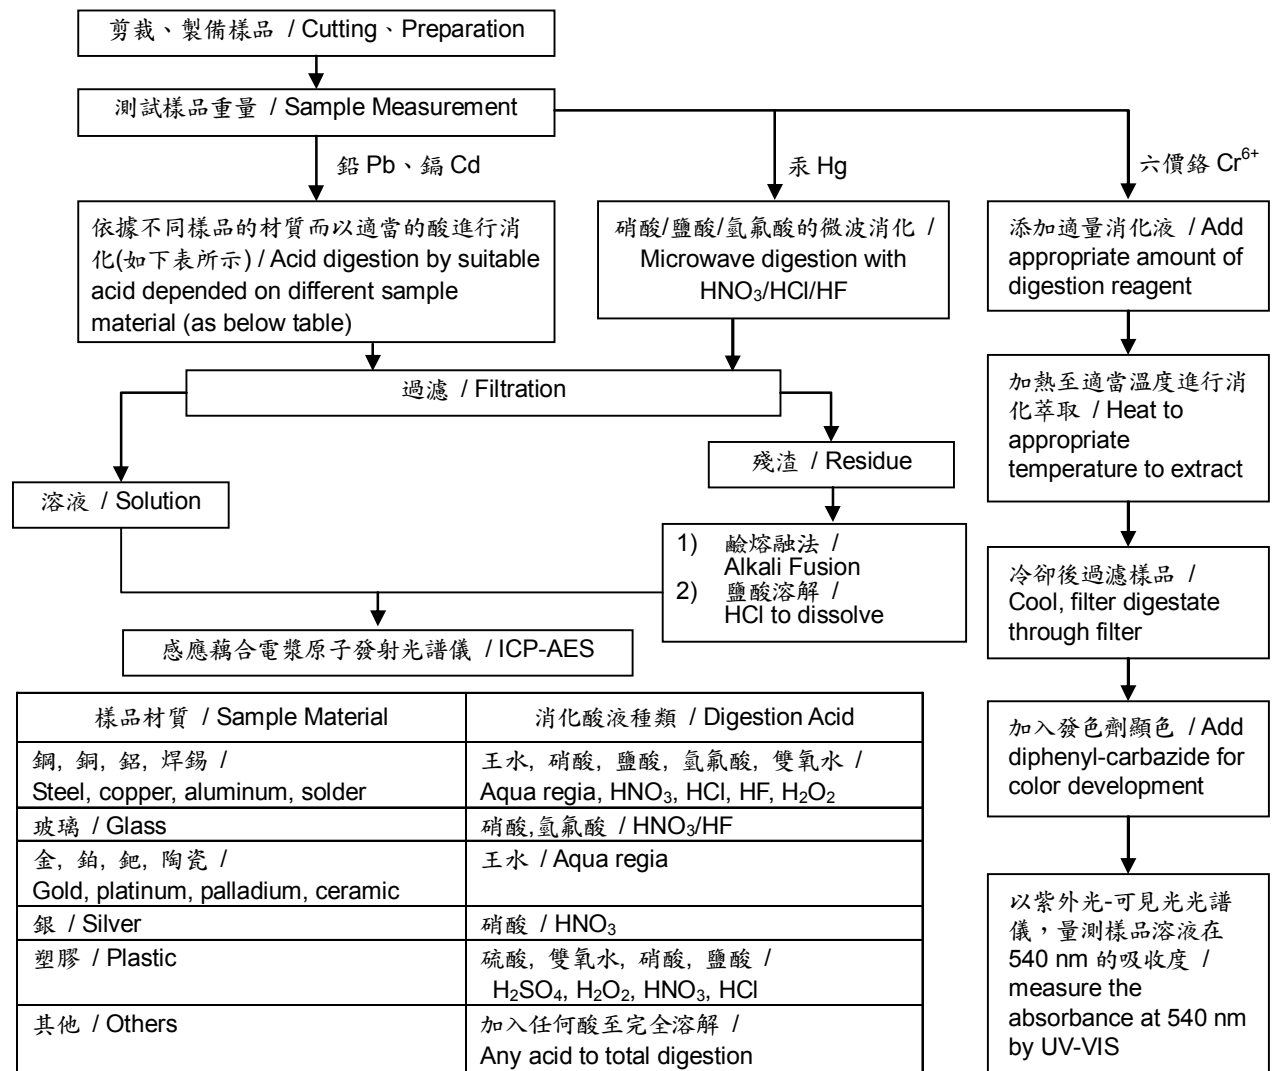 剪裁、製備樣品 / Cutting、Preparation
測試樣品重量 / Sample Measurement
鉛 Pb、鎘 Cd
汞 Hg
六價鉻 Cr⁶⁺
依據不同樣品的材質而以適當的酸進行消
化(如下表所示) / Acid digestion by suitable
acid depended on different sample
material (as below table)
硝酸/鹽酸/氫氟酸的微波消化 /
Microwave digestion with
HNO₃/HCl/HF
添加適量消化液 / Add
appropriate amount of
digestion reagent
過濾 / Filtration
加熱至適當溫度進行消
化萃取 / Heat to
appropriate
temperature to extract
溶液 / Solution
殘渣 / Residue
1) 鹼熔融法 /
Alkali Fusion
2) 鹽酸溶解 /
HCl to dissolve
冷卻後過濾樣品 /
Cool, filter digestate
through filter
感應藕合電漿原子發射光譜儀 / ICP-AES
加入發色劑顯色 / Add
diphenyl-carbazide for
color development
以紫外光-可見光光譜
儀，量測樣品溶液在
540 nm 的吸收度 /
measure the
absorbance at 540 nm
by UV-VIS
樣品材質 / Sample Material
消化酸液種類 / Digestion Acid
鋼, 銅, 鋁, 焊錫 /
Steel, copper, aluminum, solder
王水, 硝酸, 鹽酸, 氫氟酸, 雙氧水 /
Aqua regia, HNO₃, HCl, HF, H₂O₂
玻璃 / Glass
硝酸,氫氟酸 / HNO₃/HF
金, 鉑, 鈀, 陶瓷 /
Gold, platinum, palladium, ceramic
王水 / Aqua regia
銀 / Silver
硝酸 / HNO₃
塑膠 / Plastic
硫酸, 雙氧水, 硝酸, 鹽酸 /
H₂SO₄, H₂O₂, HNO₃, HCl
其他 / Others
加入任何酸至完全溶解 /
Any acid to total digestion